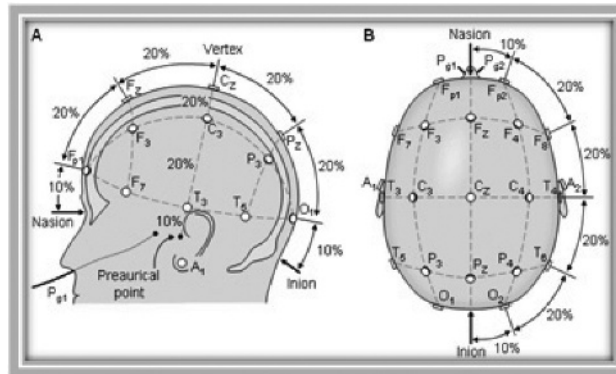 A
20%
Vertex
20%
Fz
Cz
20%
20%
F3
C3
Pz
Fp1
20%
P3
20%
10%
F7
T3
T5
O1
Nasion
10%
10%
Preaurical
point
A1
Pg1
Inion
B
Nasion
10%
Pg1
Pg2
20%
Fp1
Fp2
F7
F3
Fz
F4
F8
20%
A1
T3
C3
Cz
C4
T4
A2
T5
P3
Pz
P4
T6
20%
O1
O2
20%
Inion
10%